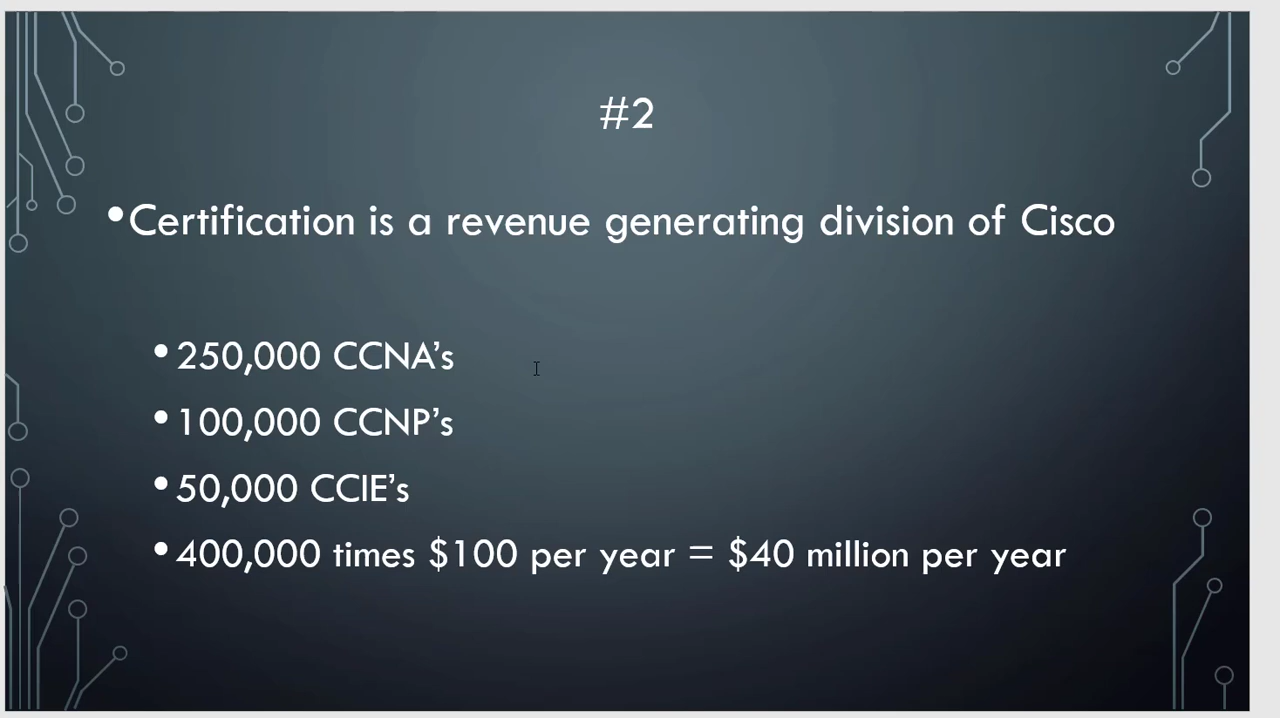 #2
•Certification is a revenue generating division of Cisco
•250,000 CCNA’s
•100,000 CCNP’s
•50,000 CCIE’s
•400,000 times $100 per year = $40 million per year